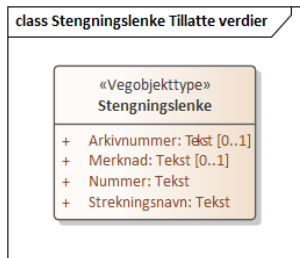 class Stengningslenke Tillatte verdier
«Vegobjekttype»
Stengningslenke
+ Arkivnummer: Tekst [0..1]
+ Merknad: Tekst [0..1]
+ Nummer: Tekst
+ Strekningsnavn: Tekst